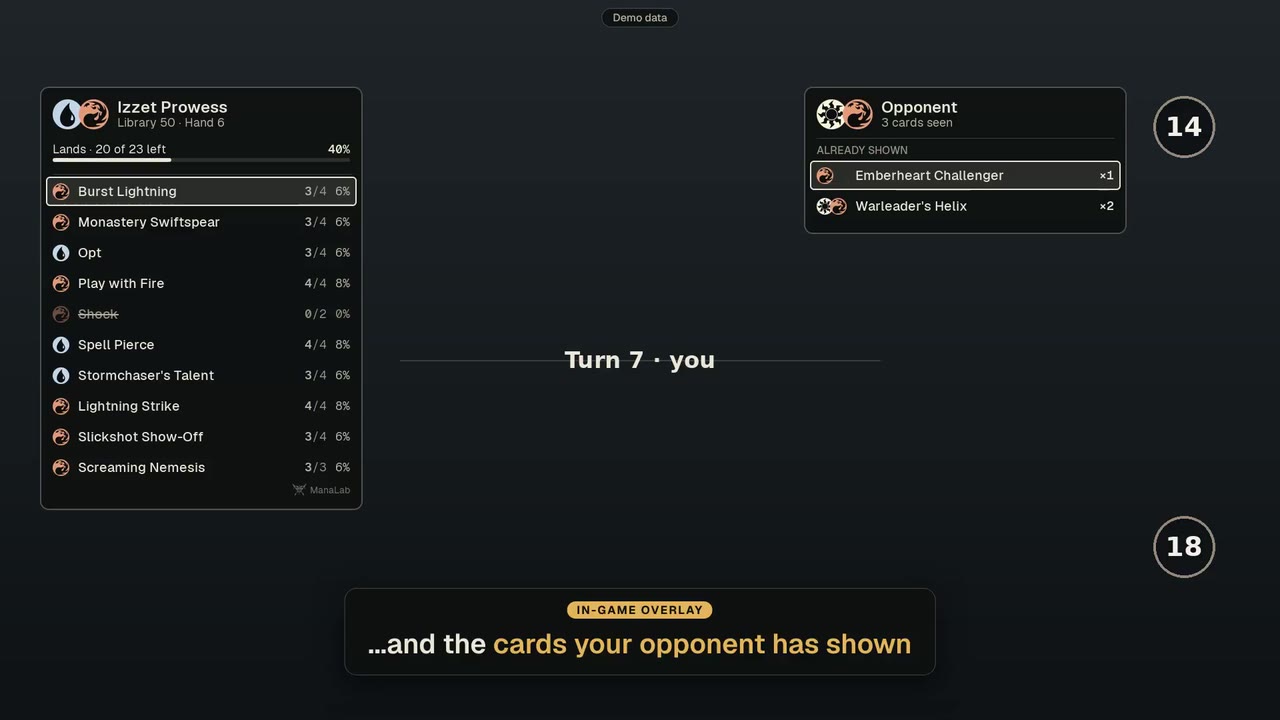 Demo data
Izzet Prowess
Library 50 · Hand 6
Lands · 20 of 23 left 40%
Burst Lightning 3/4 6%
Monastery Swiftspear 3/4 6%
Opt 3/4 6%
Play with Fire 4/4 8%
Shock 0/2 0%
Spell Pierce 4/4 8%
Stormchaser's Talent 3/4 6%
Lightning Strike 4/4 8%
Slickshot Show-Off 3/4 6%
Screaming Nemesis 3/3 6%
ManaLab
Opponent
3 cards seen
ALREADY SHOWN
Emberheart Challenger ×1
Warleader's Helix ×2
14
Turn 7 · you
18
IN-GAME OVERLAY
...and the cards your opponent has shown